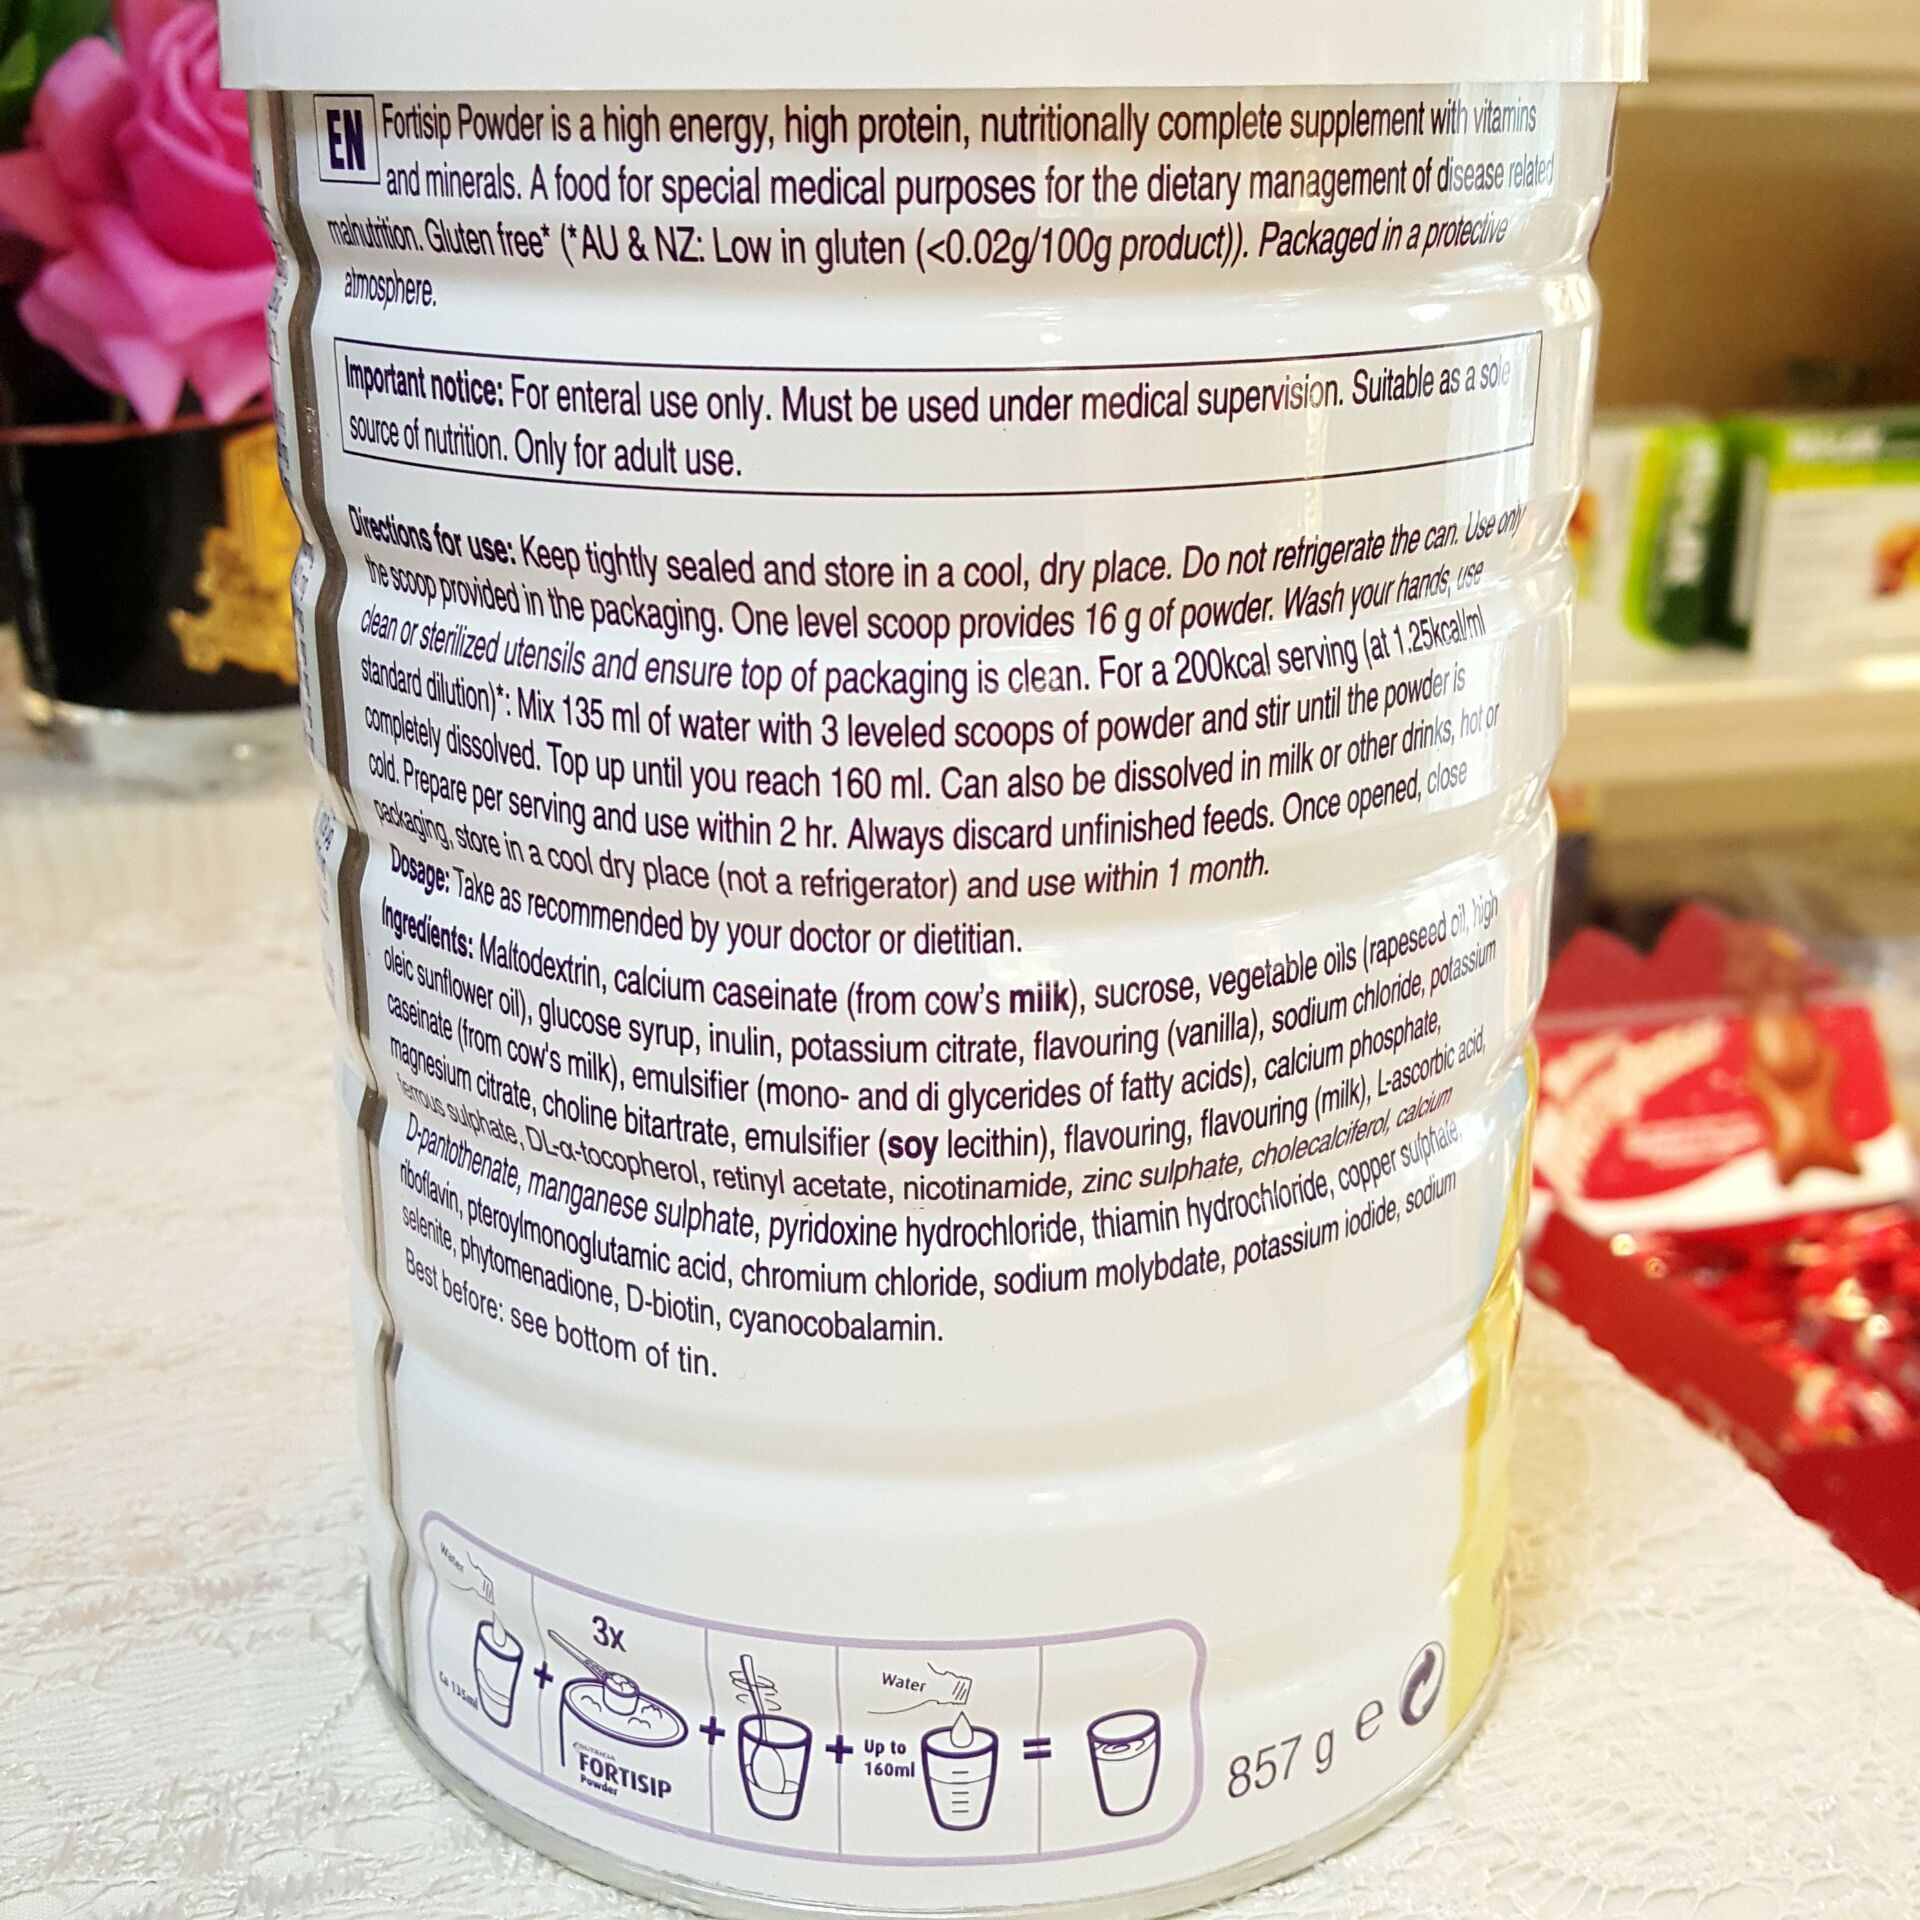 EN Fortisip Powder is a high energy, high protein, nutritionally complete supplement with vitamins
and minerals. A food for special medical purposes for the dietary management of disease related
malnutrition. Gluten free* (*AU & NZ: Low in gluten (<0.02g/100g product)). Packaged in a protective
atmosphere.
Important notice: For enteral use only. Must be used under medical supervision. Suitable as a sole
source of nutrition. Only for adult use.
Directions for use: Keep tightly sealed and store in a cool, dry place. Do not refrigerate the can. Use only
the scoop provided in the packaging. One level scoop provides 16 g of powder. Wash your hands, use
clean or sterilized utensils and ensure top of packaging is clean. For a 200kcal serving (at 1.25kcal/ml
standard dilution)*: Mix 135 ml of water with 3 leveled scoops of powder and stir until the powder is
completely dissolved. Top up until you reach 160 ml. Can also be dissolved in milk or other drinks, hot or
cold. Prepare per serving and use within 2 hr. Always discard unfinished feeds. Once opened, close
packaging, store in a cool dry place (not a refrigerator) and use within 1 month.
Dosage: Take as recommended by your doctor or dietitian.
Ingredients: Maltodextrin, calcium caseinate (from cow's milk), sucrose, vegetable oils (rapeseed oil, high
oleic sunflower oil), glucose syrup, inulin, potassium citrate, flavouring (vanilla), sodium chloride, potassium
caseinate (from cow's milk), emulsifier (mono- and di glycerides of fatty acids), calcium phosphate,
magnesium citrate, choline bitartrate, emulsifier (soy lecithin), flavouring, flavouring (milk), L-ascorbic acid,
ferrous sulphate, DL-α-tocopherol, retinyl acetate, nicotinamide, zinc sulphate, cholecalciferol, calcium
D-pantothenate, manganese sulphate, pyridoxine hydrochloride, thiamin hydrochloride, copper sulphate,
riboflavin, pteroylmonoglutamic acid, chromium chloride, sodium molybdate, potassium iodide, sodium
selenite, phytomenadione, D-biotin, cyanocobalamin.
Best before: see bottom of tin.
Water
Ca 135ml
+
3x
NUTRICIA
FORTISIP
Powder
+
+
Water
Up to
160ml
=
857 g e